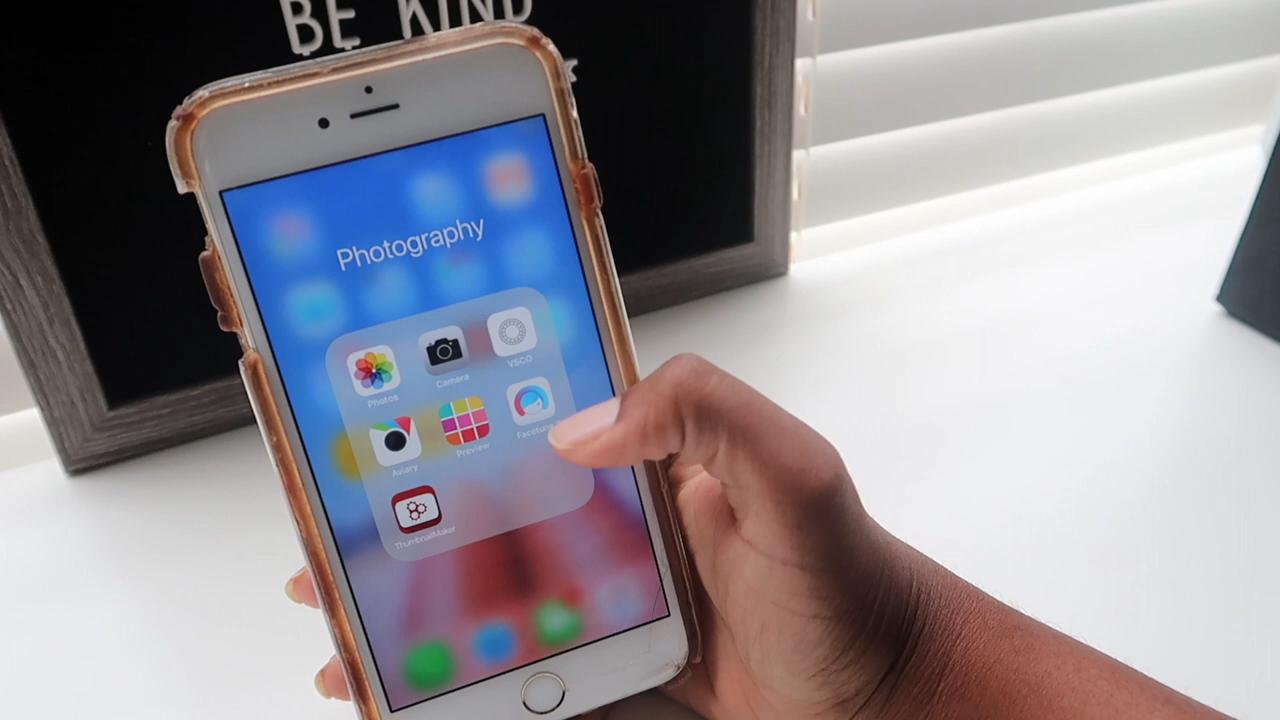 BE KIND
Photography
Photos
Camera
VSCO
Aviary
Preview
Facetune
ThumbnailMaker